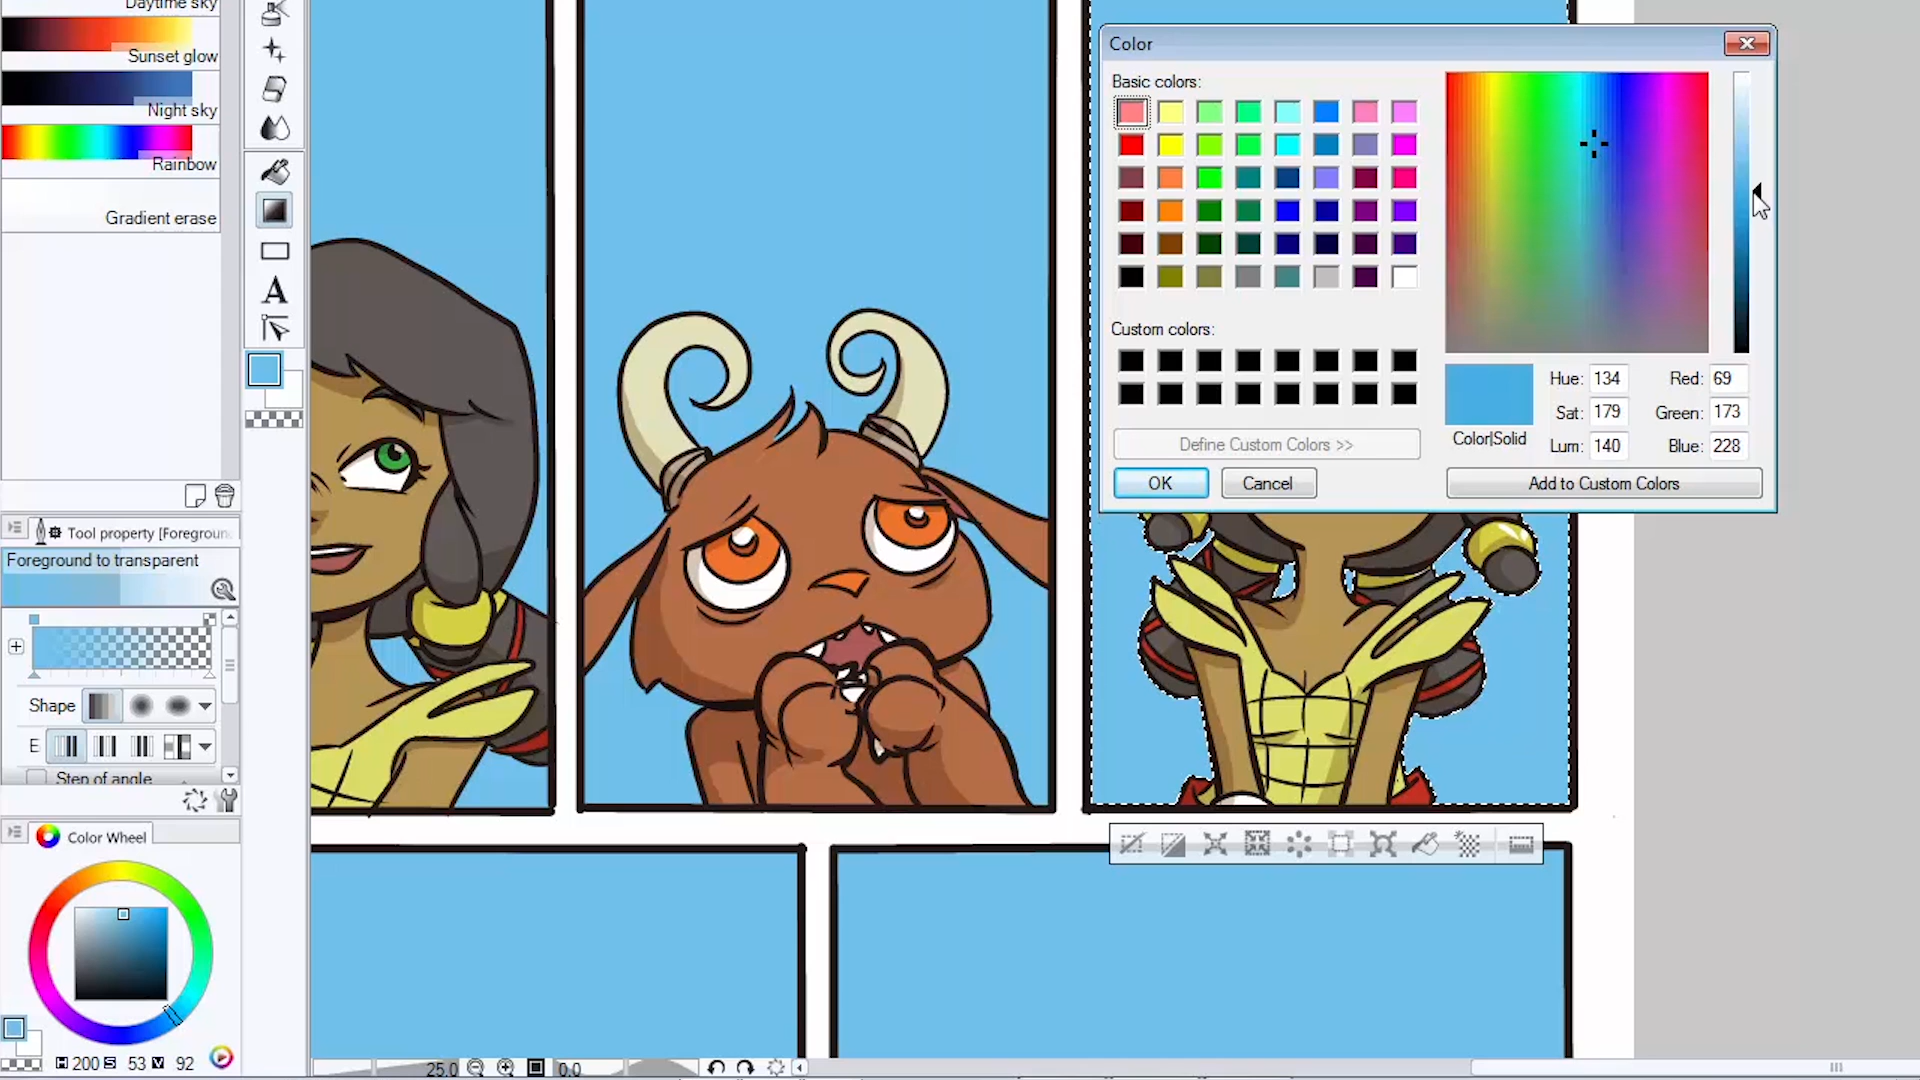 Daytime sky
Sunset glow
Night sky
Rainbow
Gradient erase
A
Tool property [Foregroun
Foreground to transparent
Shape
E
Step of angle
Color Wheel
H 200 S 53 V 92
25.0
0.0
Color
Basic colors:
Custom colors:
Define Custom Colors >>
OK
Cancel
Hue: 134
Red: 69
Sat: 179
Green: 173
Color|Solid
Lum: 140
Blue: 228
Add to Custom Colors